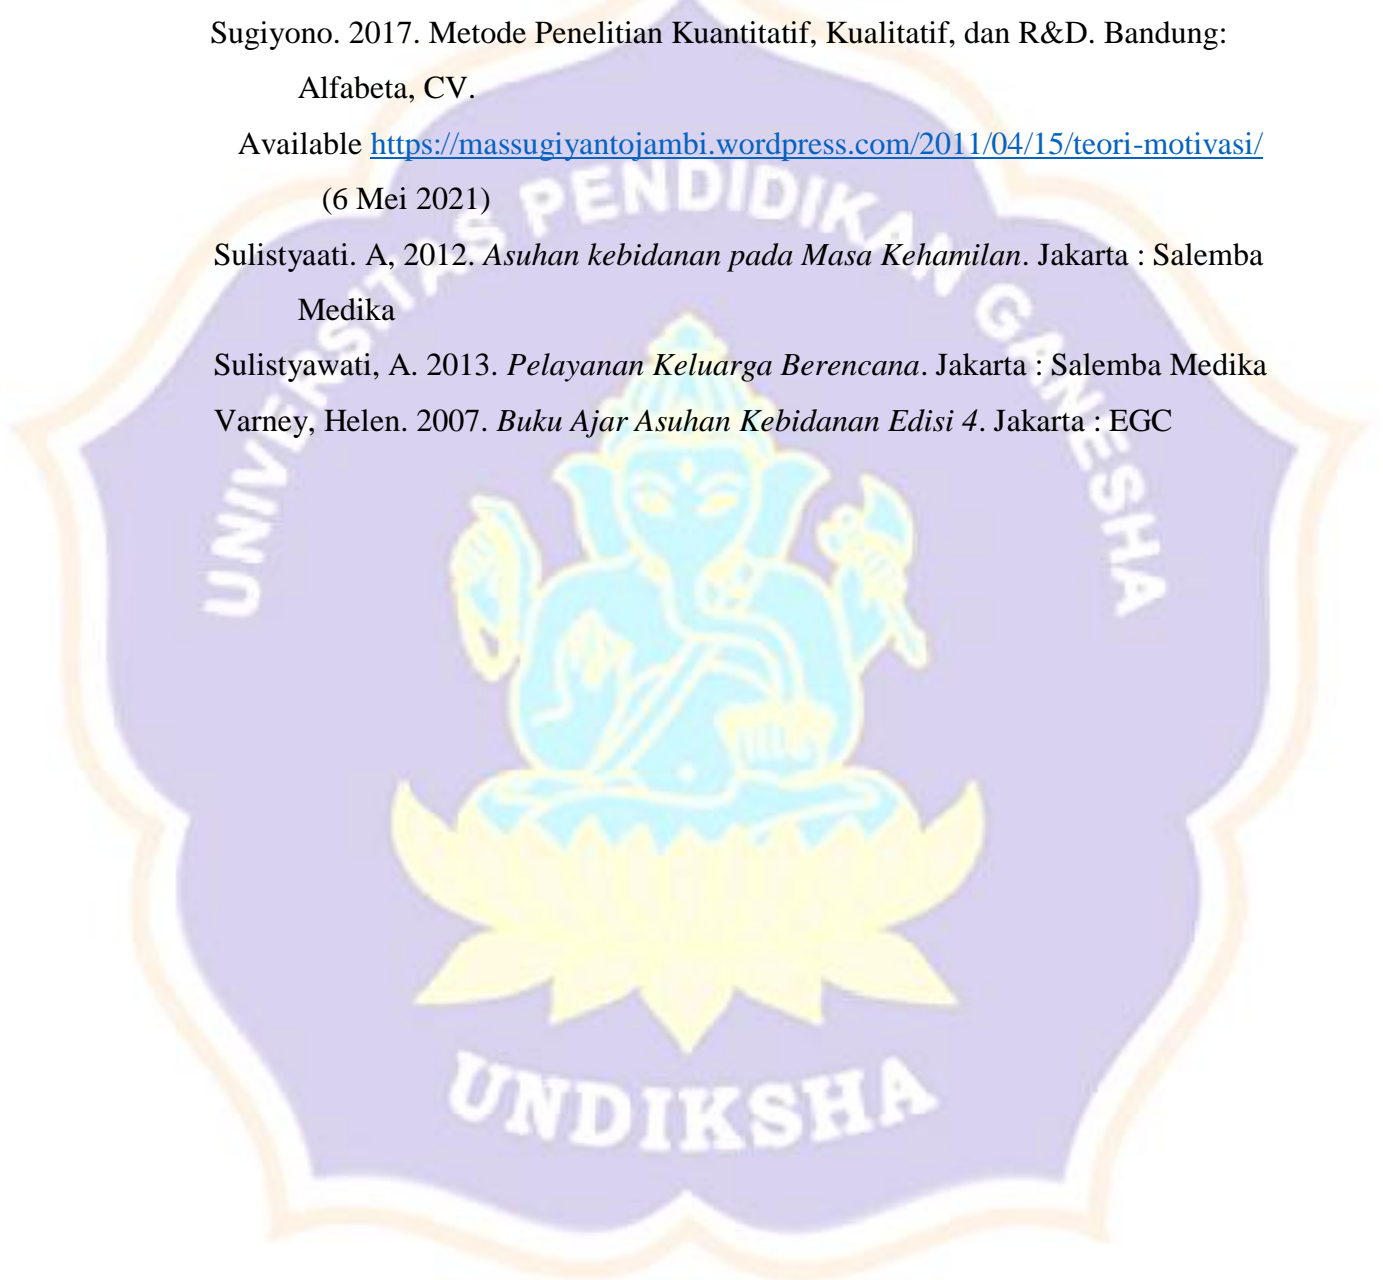 Sugiyono. 2017. Metode Penelitian Kuantitatif, Kualitatif, dan R&D. Bandung:
Alfabeta, CV.
Available https://massugiyantojambi.wordpress.com/2011/04/15/teori-motivasi/
(6 Mei 2021)
Sulistyaati. A, 2012. Asuhan kebidanan pada Masa Kehamilan. Jakarta : Salemba
Medika
Sulistyawati, A. 2013. Pelayanan Keluarga Berencana. Jakarta : Salemba Medika
Varney, Helen. 2007. Buku Ajar Asuhan Kebidanan Edisi 4. Jakarta : EGC
UNIVERSITAS PENDIDIKAN GANESHA
UNDIKSHA